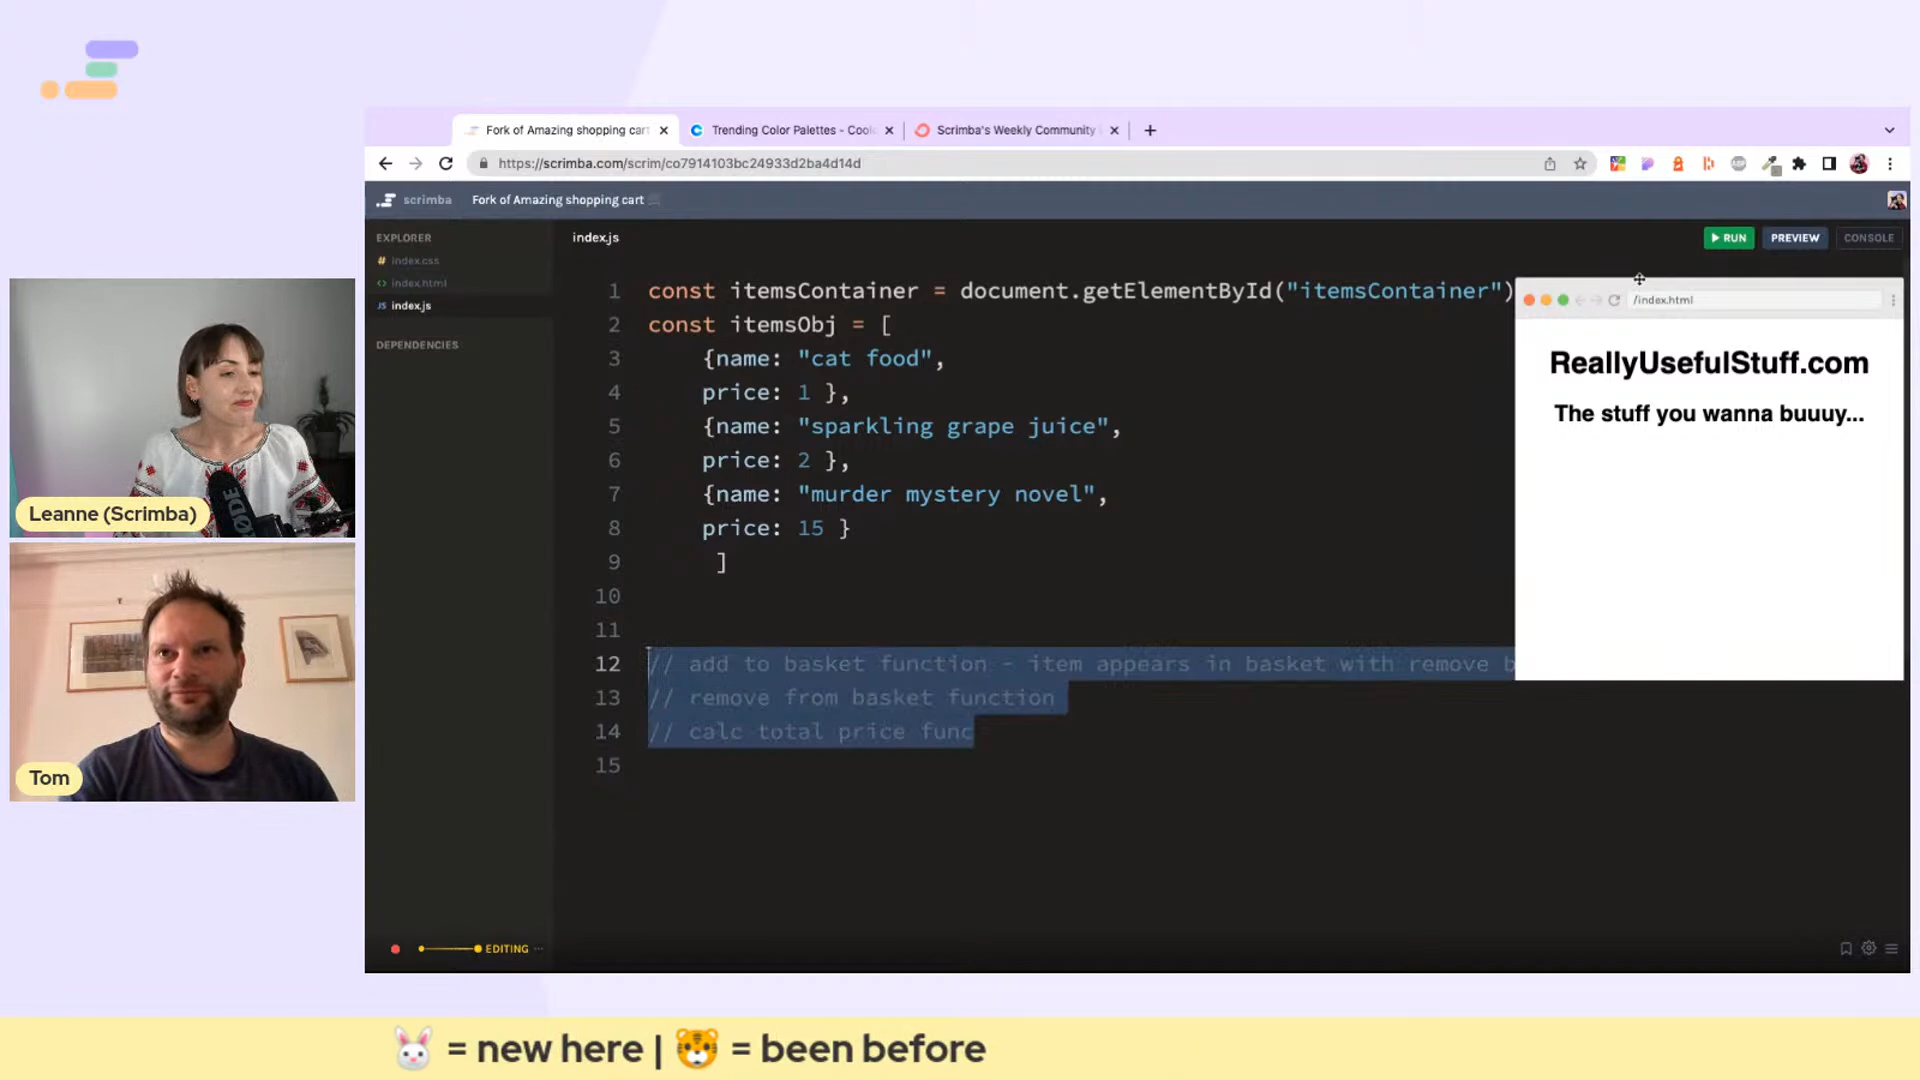 Fork of Amazing shopping cart
Trending Color Palettes - Coo
Scrimba's Weekly Community
https://scrimba.com/scrim/co7914103bc24933d2ba4d14d
scrimba
Fork of Amazing shopping cart
EXPLORER
index.css
index.html
JS index.js
DEPENDENCIES
index.js
RUN
PREVIEW
CONSOLE
1 const itemsContainer = document.getElementById("itemsContainer")
2 const itemsObj = [
3 {name: "cat food",
4 price: 1 },
5 {name: "sparkling grape juice",
6 price: 2 },
7 {name: "murder mystery novel",
8 price: 15 }
9 ]
10
11
12 // add to basket function - item appears in basket with remove b
13 // remove from basket function
14 // calc total price func
15
/index.html
ReallyUsefulStuff.com
The stuff you wanna buuuy...
EDITING ...
RØDE
Leanne (Scrimba)
Tom
= new here | = been before